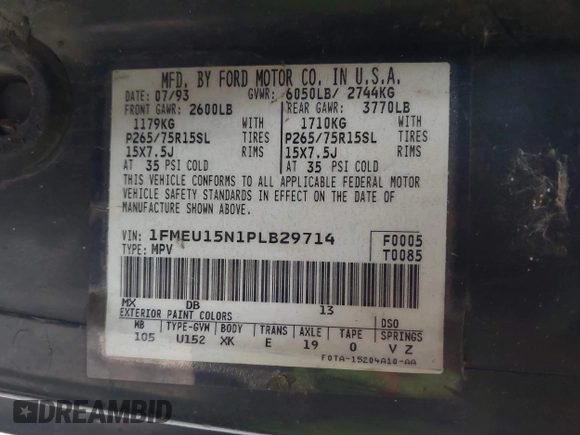 MFD. BY FORD MOTOR CO. IN U.S.A.
DATE: 07/93 GVWR: 6050LB/ 2744KG
FRONT GAWR: 2600LB REAR GAWR: 3770LB
1179KG WITH 1710KG WITH
P265/75R15SL TIRES P265/75R15SL TIRES
15X7.5J RIMS 15X7.5J RIMS
AT 35 PSI COLD AT 35 PSI COLD
THIS VEHICLE CONFORMS TO ALL APPLICABLE FEDERAL MOTOR
VEHICLE SAFETY STANDARDS IN EFFECT ON THE DATE OF
MANUFACTURE SHOWN ABOVE.
VIN: 1FMEU15N1PLB29714 F0005
TYPE: MPV T0085
MX DB 13
EXTERIOR PAINT COLORS DSO
WB TYPE-GVW BODY TRANS AXLE TAPE SPRINGS
105 U152 XK E 19 0 V Z
F0TA-15204A10-AA
DREAMBID